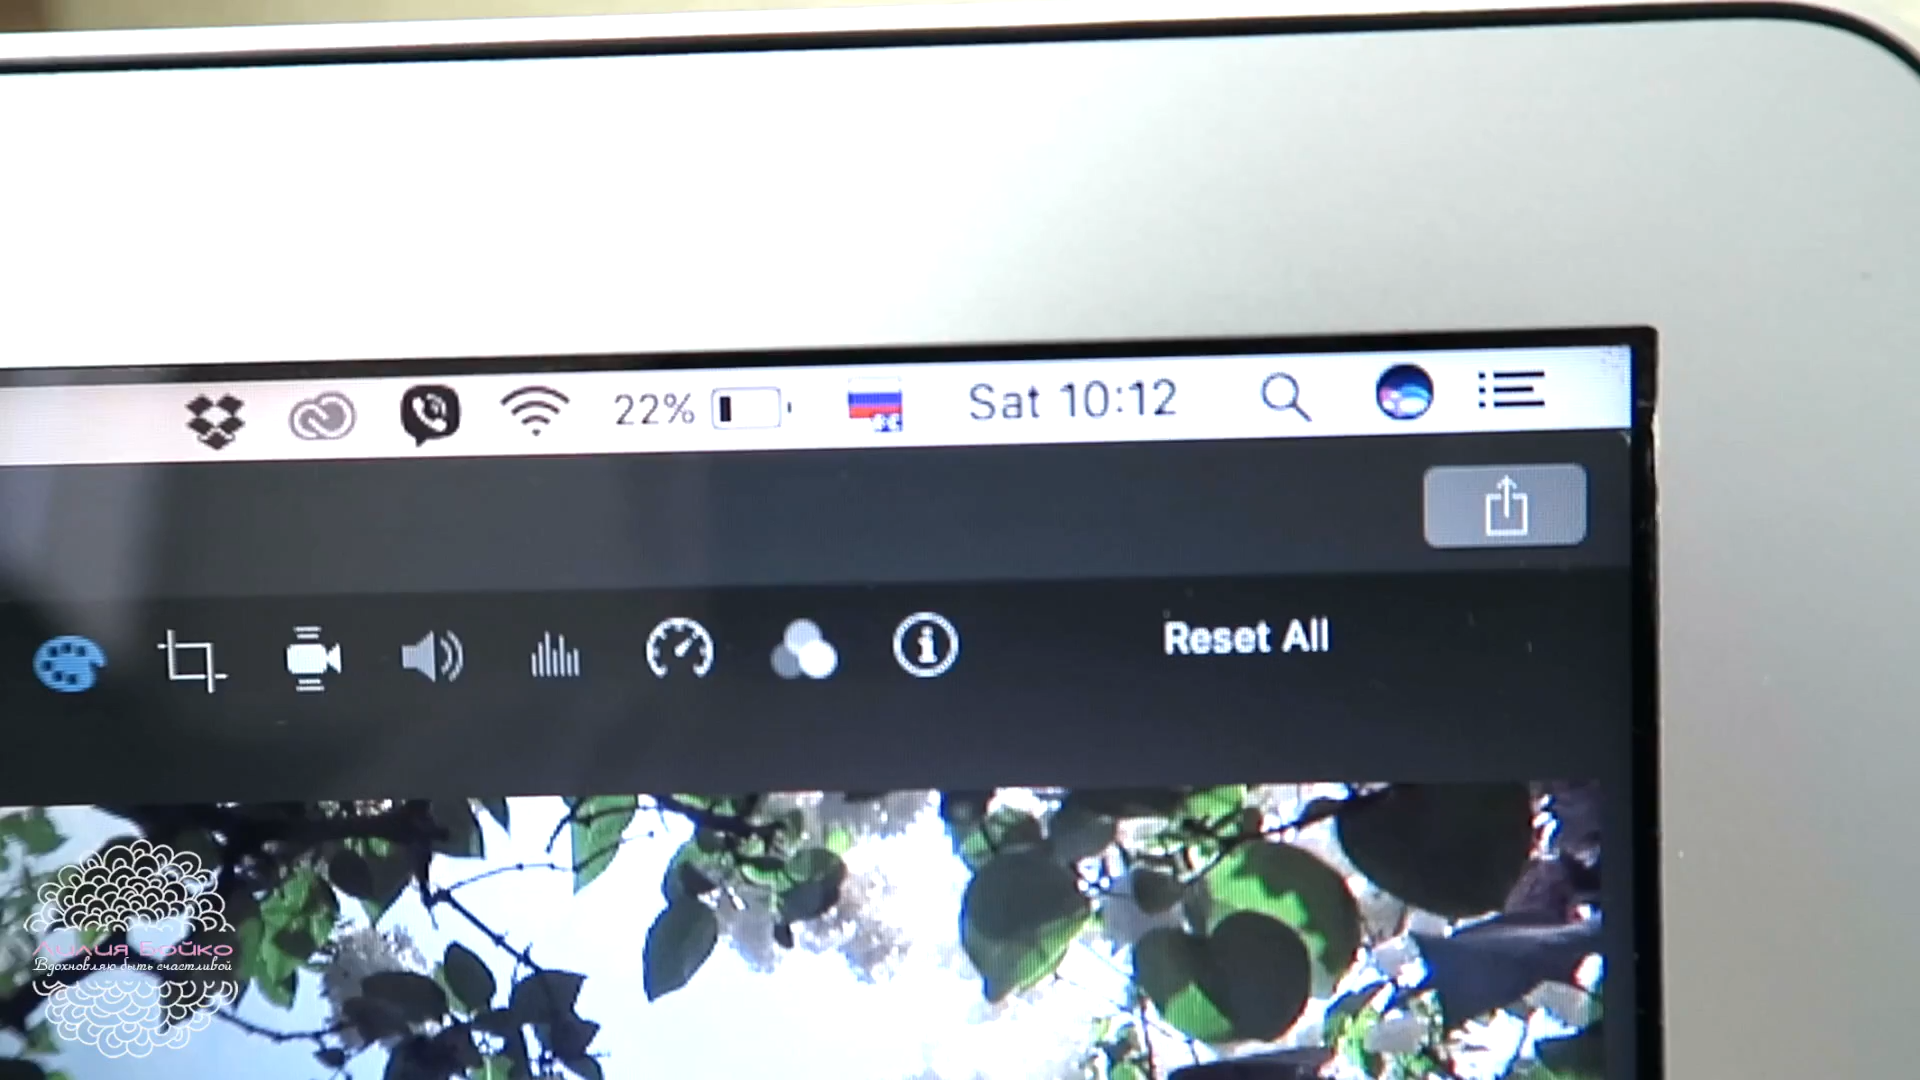 22%
Sat 10:12
Reset All
Лилия Бойко
Вдохновляю быть счастливой